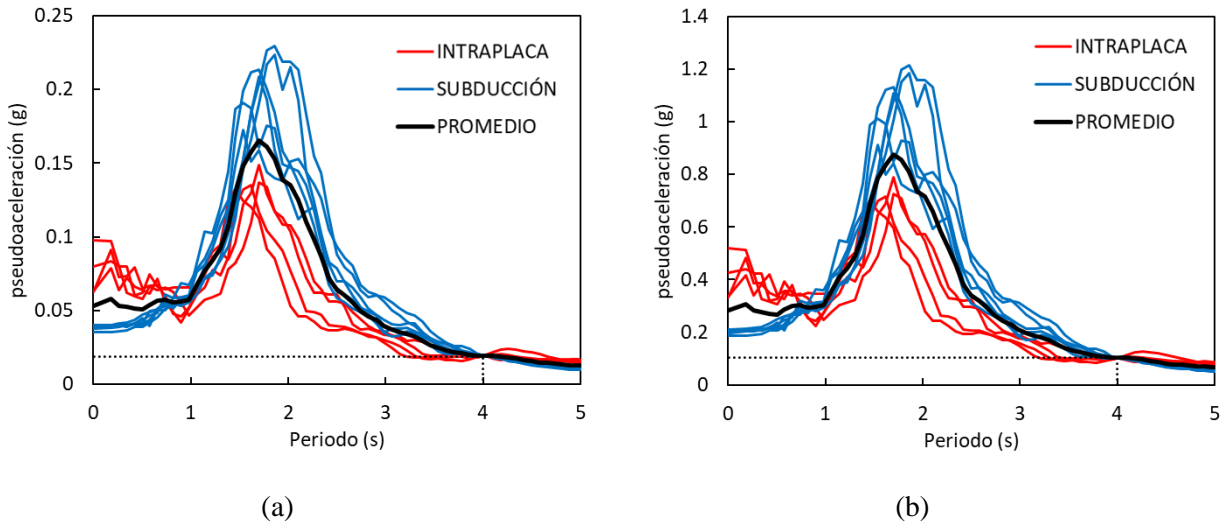 0.25
0.2
0.15
0.1
0.05
0
pseudoaceleración (g)
INTRAPLACA
SUBDUCCIÓN
PROMEDIO
0 1 2 3 4 5
Periodo (s)
(a)
1.4
1.2
1.0
0.8
0.6
0.4
0.2
0
pseudoaceleración (g)
INTRAPLACA
SUBDUCCIÓN
PROMEDIO
0 1 2 3 4 5
Periodo (s)
(b)